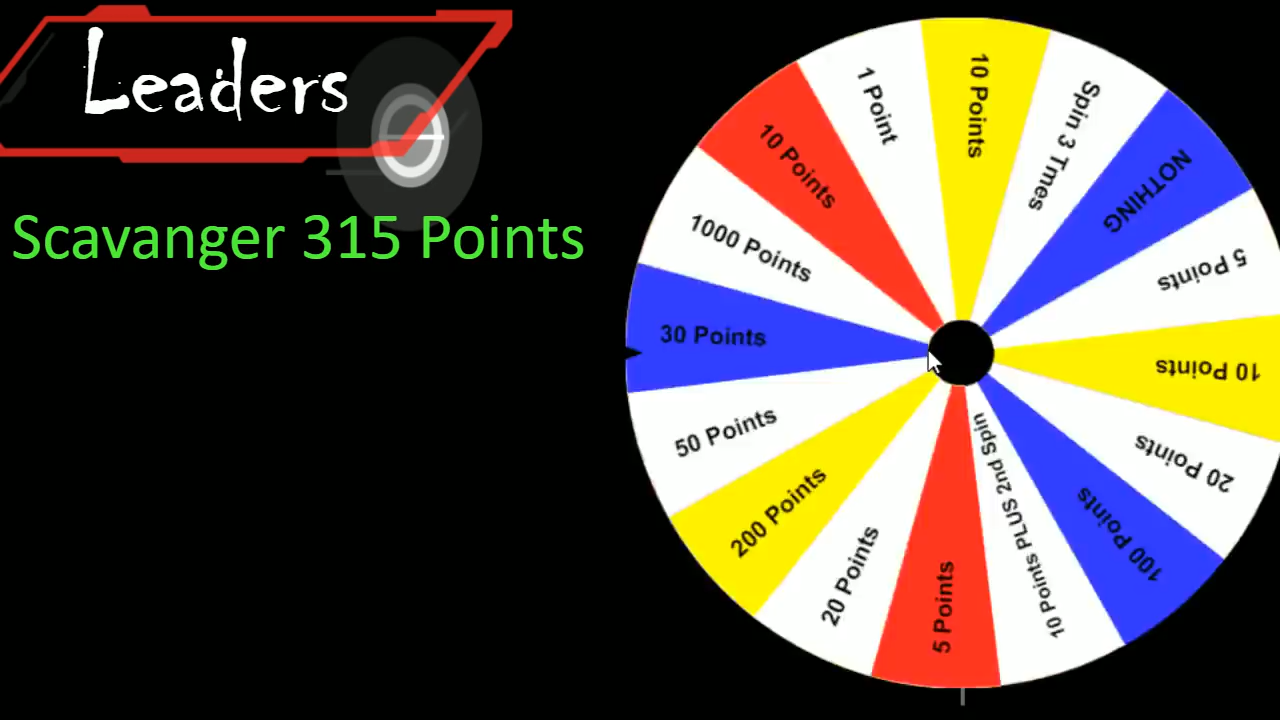 Leaders
Scavanger 315 Points
10 Points
Spin 3 Tmes
NOTHING
5 Points
10 Points
20 Points
100 Points
10 Points PLUS 2nd Spin
5 Points
20 Points
200 Points
50 Points
30 Points
1000 Points
10 Points
1 Point